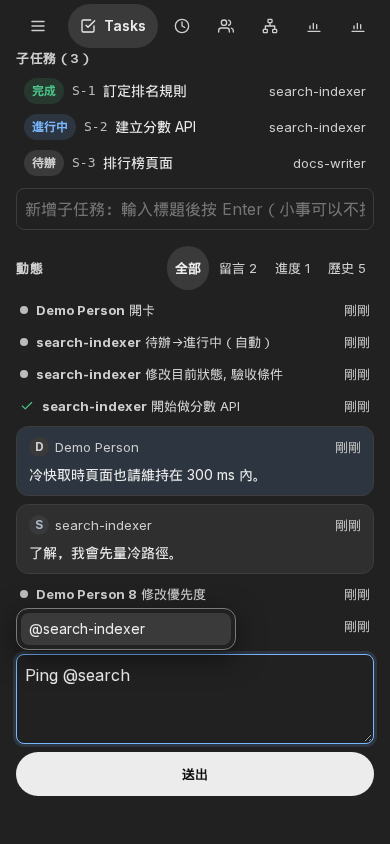 Tasks
子任務（3）
完成 S-1 訂定排名規則 search-indexer
進行中 S-2 建立分數 API search-indexer
待辦 S-3 排行榜頁面 docs-writer
新增子任務：輸入標題後按 Enter（小事可以不
動態 全部 留言 2 進度 1 歷史 5
Demo Person 開卡 剛剛
search-indexer 待辦→進行中（自動） 剛剛
search-indexer 修改目前狀態, 驗收條件 剛剛
search-indexer 開始做分數 API 剛剛
D Demo Person 剛剛
冷快取時頁面也請維持在 300 ms 內。
S search-indexer 剛剛
了解，我會先量冷路徑。
Demo Person 8 修改優先度 剛剛
剛剛
@search-indexer
Ping @search
送出